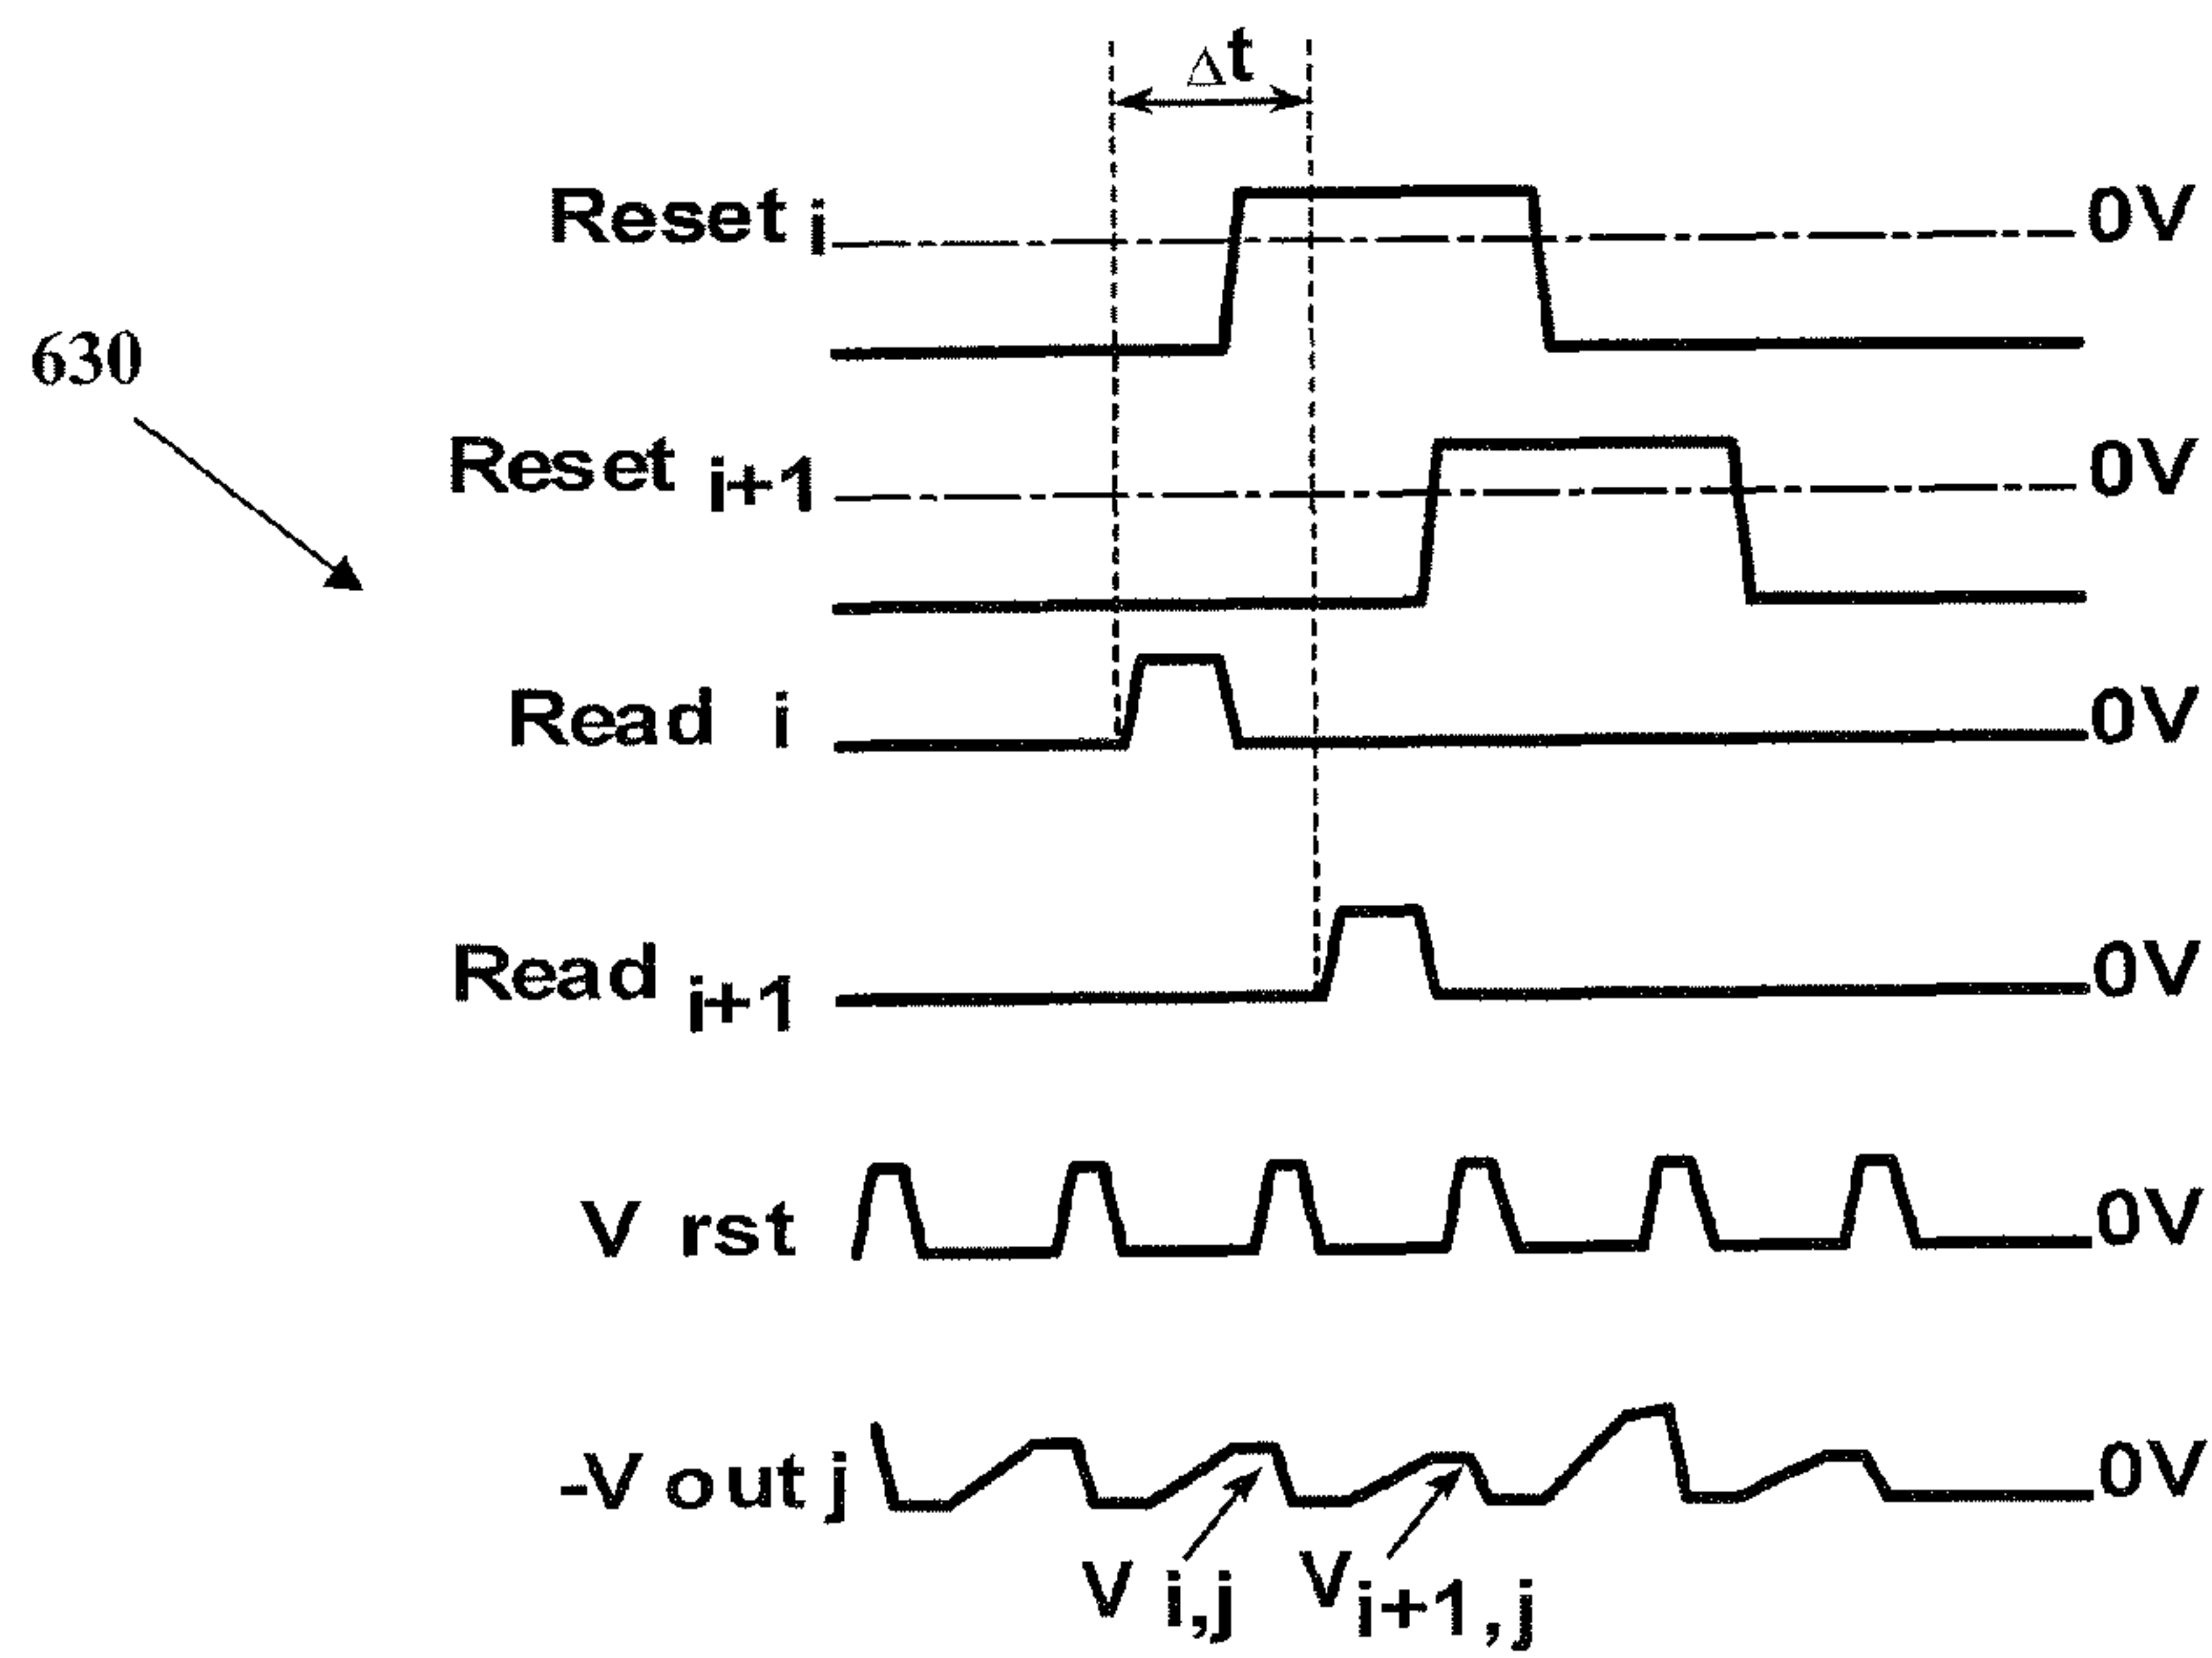 Δt
Reset i 0V
630
Reset i+1 0V
Read i 0V
Read i+1 0V
V rst 0V
-V out j 0V
V i,j V i+1,j